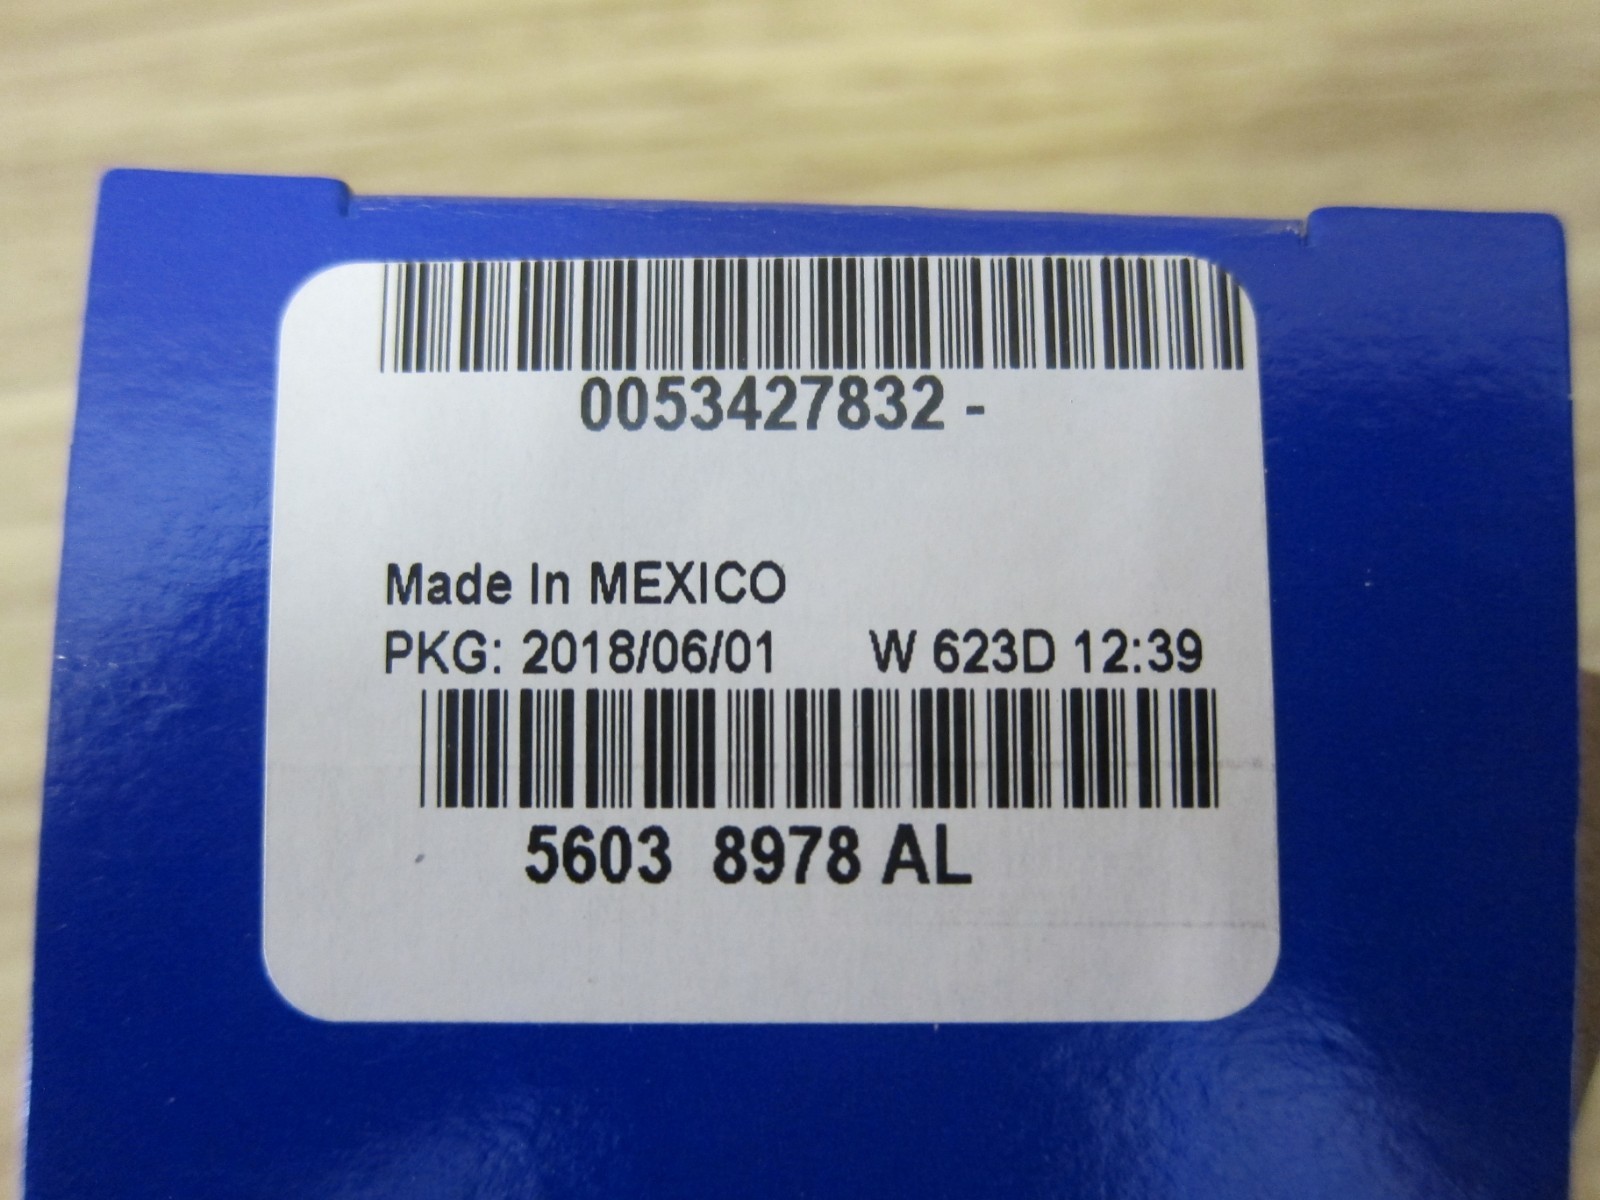 0053427832 -
Made In MEXICO
PKG: 2018/06/01 W 623D 12:39
5603 8978 AL